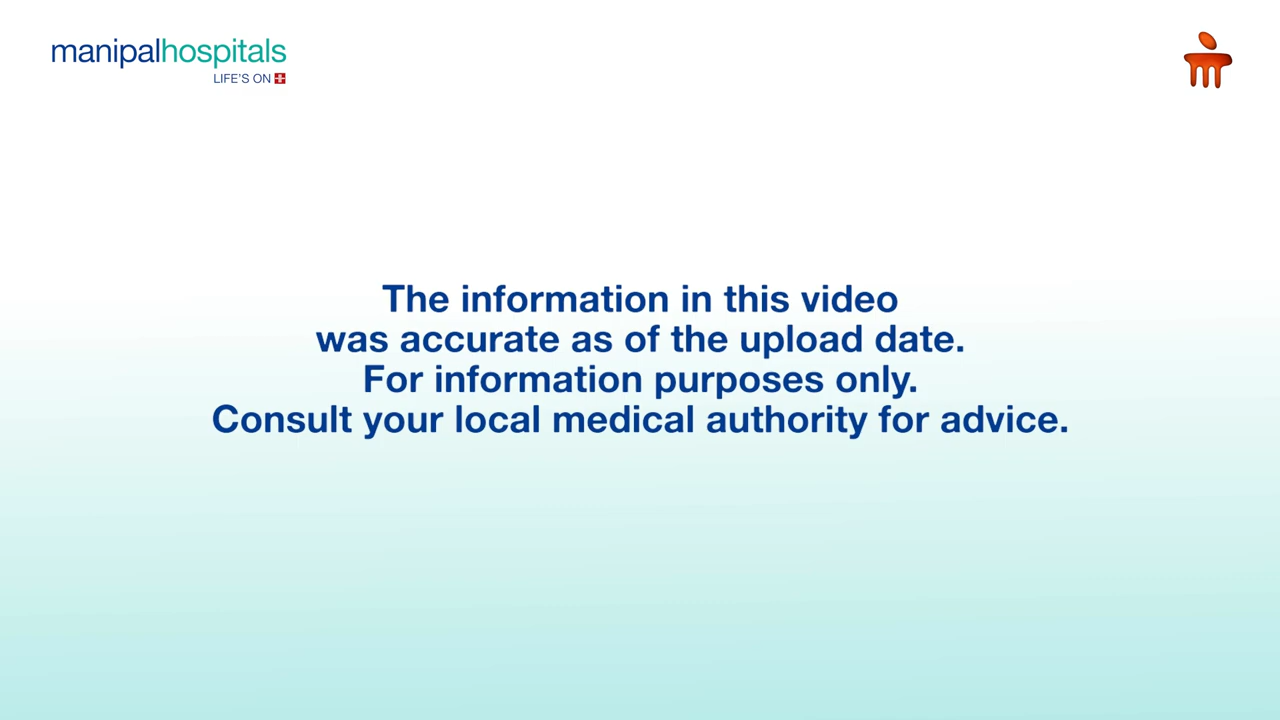 manipalhospitals
LIFE'S ON
The information in this video
was accurate as of the upload date.
For information purposes only.
Consult your local medical authority for advice.